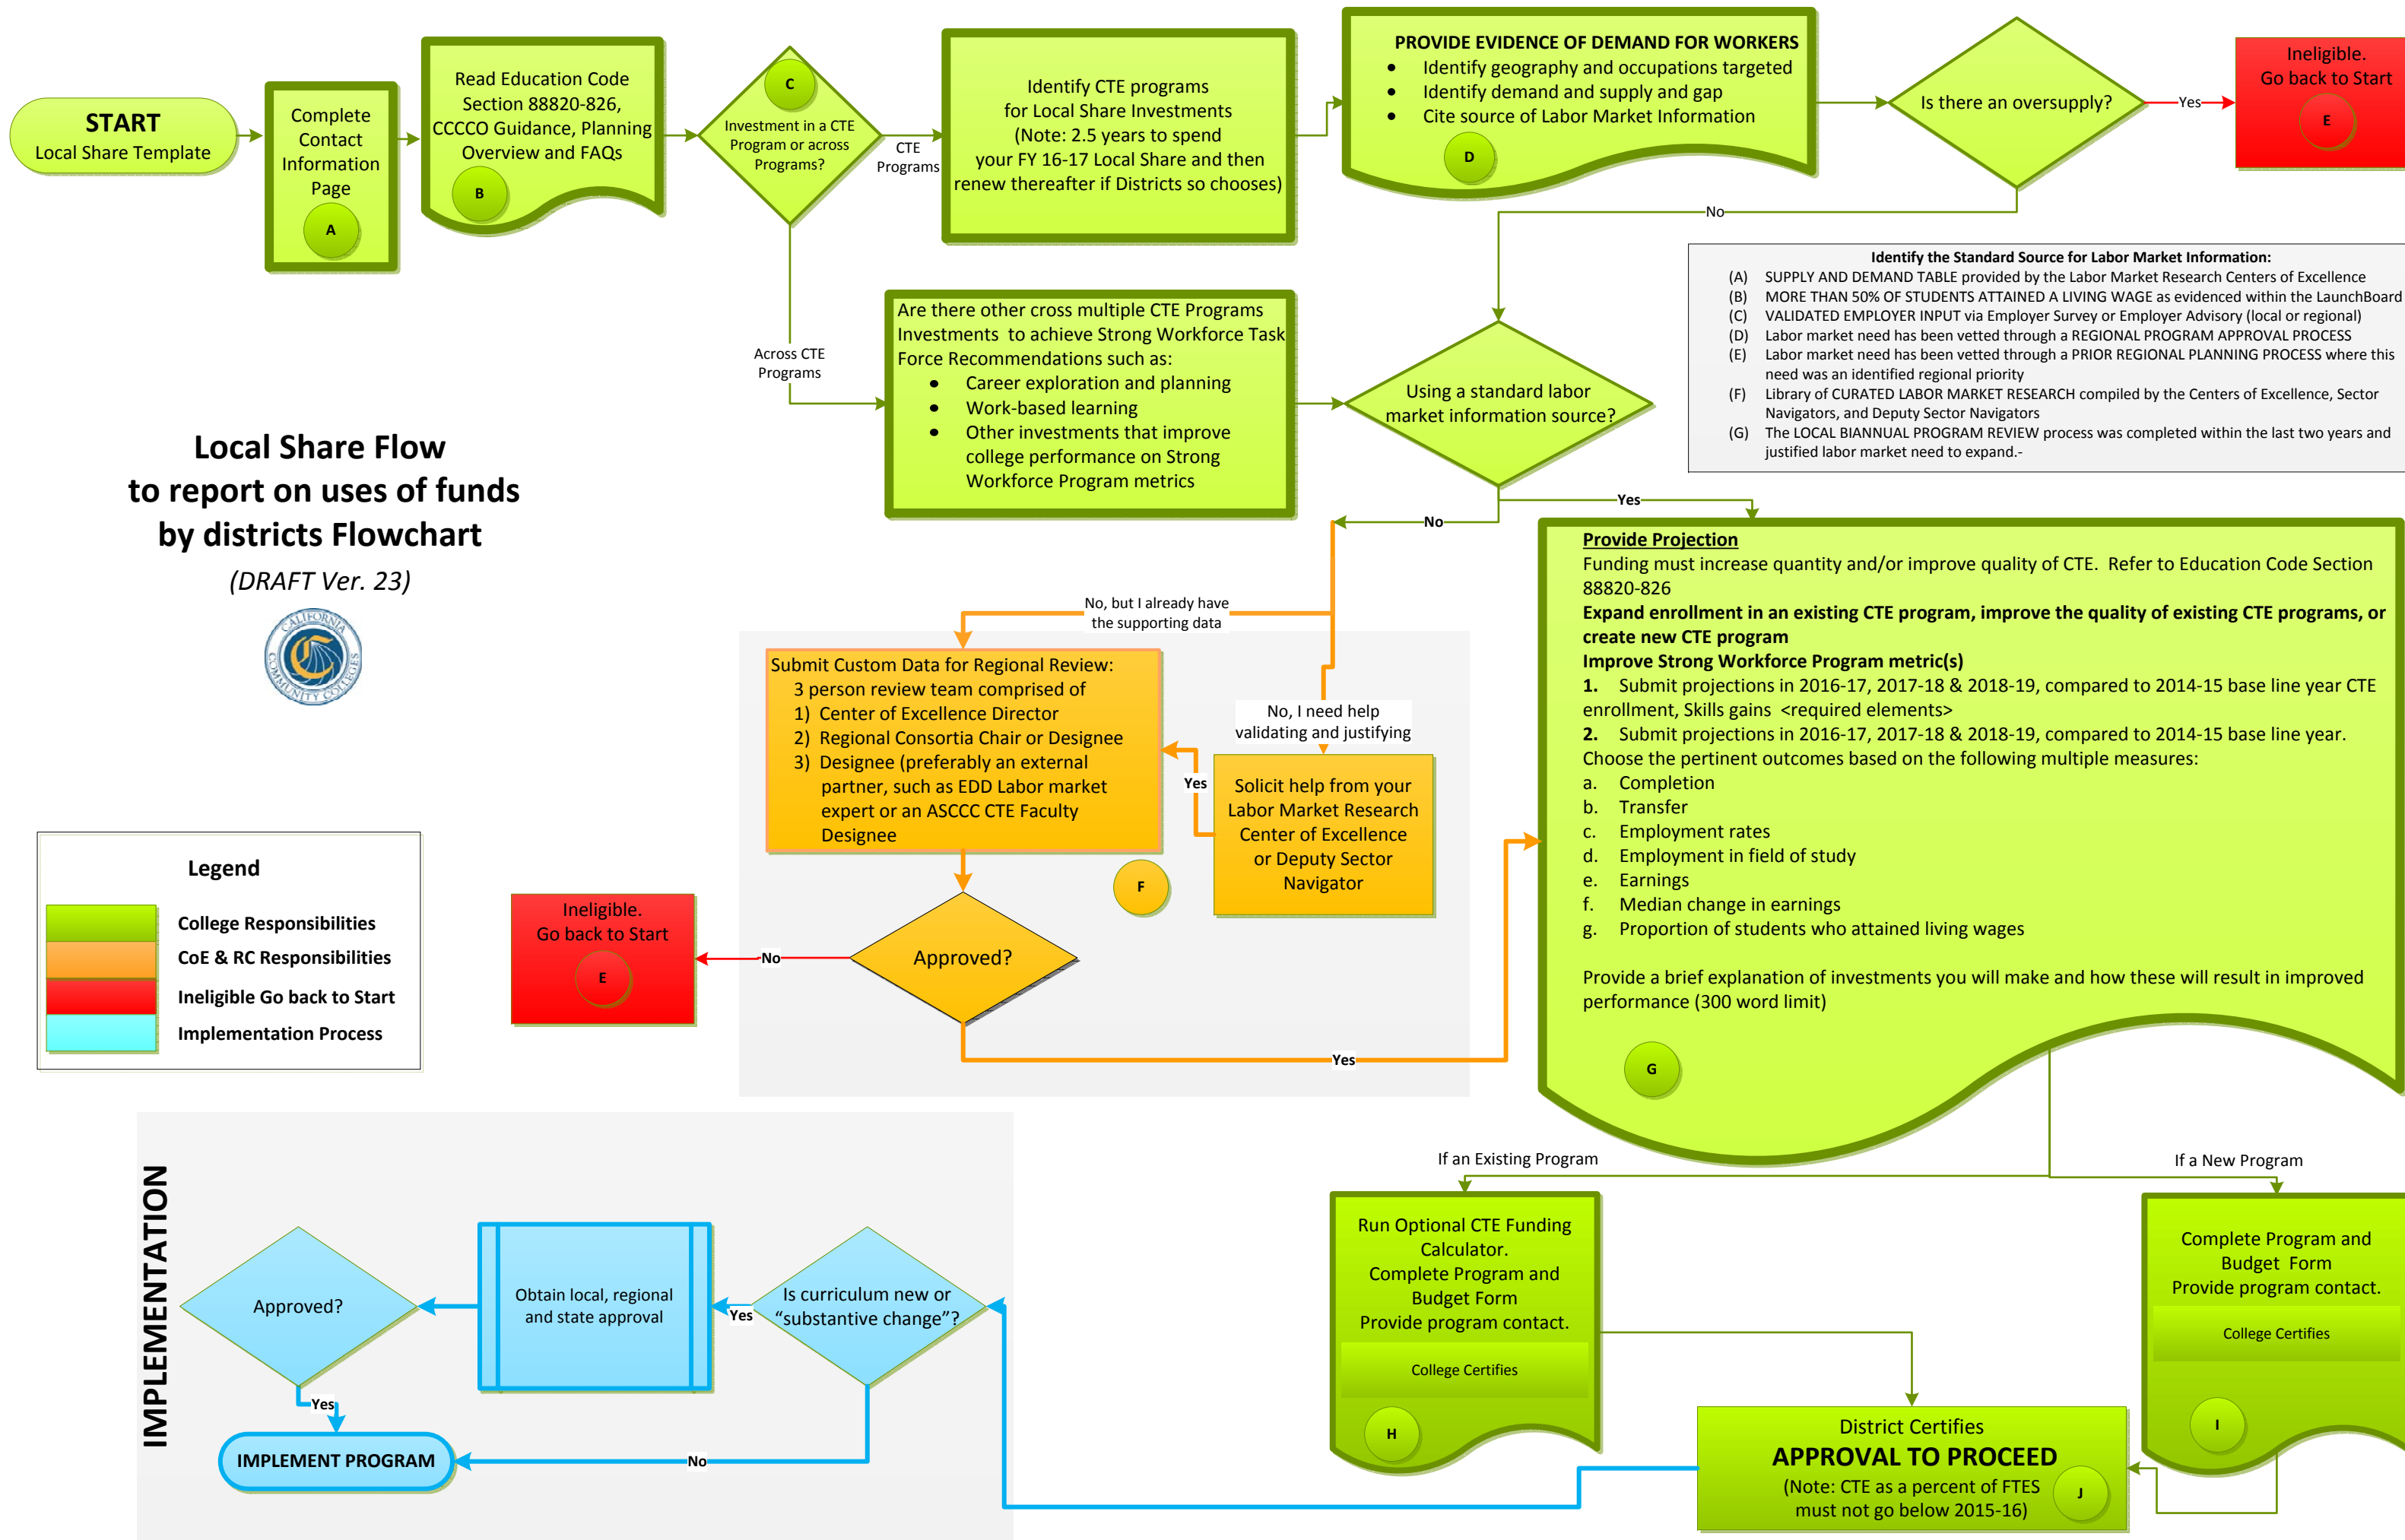 START
Local Share Template
Complete
Contact
Information
Page
A
Read Education Code
Section 88820-826,
CCCCO Guidance, Planning
Overview and FAQs
B
C
Investment in a CTE
Program or across
Programs?
CTE
Programs
Identify CTE programs
for Local Share Investments
(Note: 2.5 years to spend
your FY 16-17 Local Share and then
renew thereafter if Districts so chooses)
PROVIDE EVIDENCE OF DEMAND FOR WORKERS
• Identify geography and occupations targeted
• Identify demand and supply and gap
• Cite source of Labor Market Information
D
Is there an oversupply?
Yes
Ineligible.
Go back to Start
E
No
Identify the Standard Source for Labor Market Information:
(A) SUPPLY AND DEMAND TABLE provided by the Labor Market Research Centers of Excellence
(B) MORE THAN 50% OF STUDENTS ATTAINED A LIVING WAGE as evidenced within the LaunchBoard
(C) VALIDATED EMPLOYER INPUT via Employer Survey or Employer Advisory (local or regional)
(D) Labor market need has been vetted through a REGIONAL PROGRAM APPROVAL PROCESS
(E) Labor market need has been vetted through a PRIOR REGIONAL PLANNING PROCESS where this
need was an identified regional priority
(F) Library of CURATED LABOR MARKET RESEARCH compiled by the Centers of Excellence, Sector
Navigators, and Deputy Sector Navigators
(G) The LOCAL BIANNUAL PROGRAM REVIEW process was completed within the last two years and
justified labor market need to expand.-
Across CTE
Programs
Are there other cross multiple CTE Programs
Investments to achieve Strong Workforce Task
Force Recommendations such as:
• Career exploration and planning
• Work-based learning
• Other investments that improve
college performance on Strong
Workforce Program metrics
Using a standard labor
market information source?
Yes
No
Local Share Flow
to report on uses of funds
by districts Flowchart
(DRAFT Ver. 23)
CALIFORNIA
COMMUNITY COLLEGES
No, but I already have
the supporting data
Submit Custom Data for Regional Review:
3 person review team comprised of
1) Center of Excellence Director
2) Regional Consortia Chair or Designee
3) Designee (preferably an external
partner, such as EDD Labor market
expert or an ASCCC CTE Faculty
Designee
No, I need help
validating and justifying
Yes
Solicit help from your
Labor Market Research
Center of Excellence
or Deputy Sector
Navigator
F
Approved?
No
Ineligible.
Go back to Start
E
Yes
Provide Projection
Funding must increase quantity and/or improve quality of CTE. Refer to Education Code Section
88820-826
Expand enrollment in an existing CTE program, improve the quality of existing CTE programs, or
create new CTE program
Improve Strong Workforce Program metric(s)
1. Submit projections in 2016-17, 2017-18 & 2018-19, compared to 2014-15 base line year CTE
enrollment, Skills gains <required elements>
2. Submit projections in 2016-17, 2017-18 & 2018-19, compared to 2014-15 base line year.
Choose the pertinent outcomes based on the following multiple measures:
a. Completion
b. Transfer
c. Employment rates
d. Employment in field of study
e. Earnings
f. Median change in earnings
g. Proportion of students who attained living wages
Provide a brief explanation of investments you will make and how these will result in improved
performance (300 word limit)
G
Legend
College Responsibilities
CoE & RC Responsibilities
Ineligible Go back to Start
Implementation Process
If an Existing Program
If a New Program
Run Optional CTE Funding
Calculator.
Complete Program and
Budget Form
Provide program contact.
College Certifies
H
Complete Program and
Budget Form
Provide program contact.
College Certifies
I
District Certifies
APPROVAL TO PROCEED
(Note: CTE as a percent of FTES
must not go below 2015-16)
J
IMPLEMENTATION
Is curriculum new or
“substantive change”?
Yes
Obtain local, regional
and state approval
Approved?
Yes
No
IMPLEMENT PROGRAM